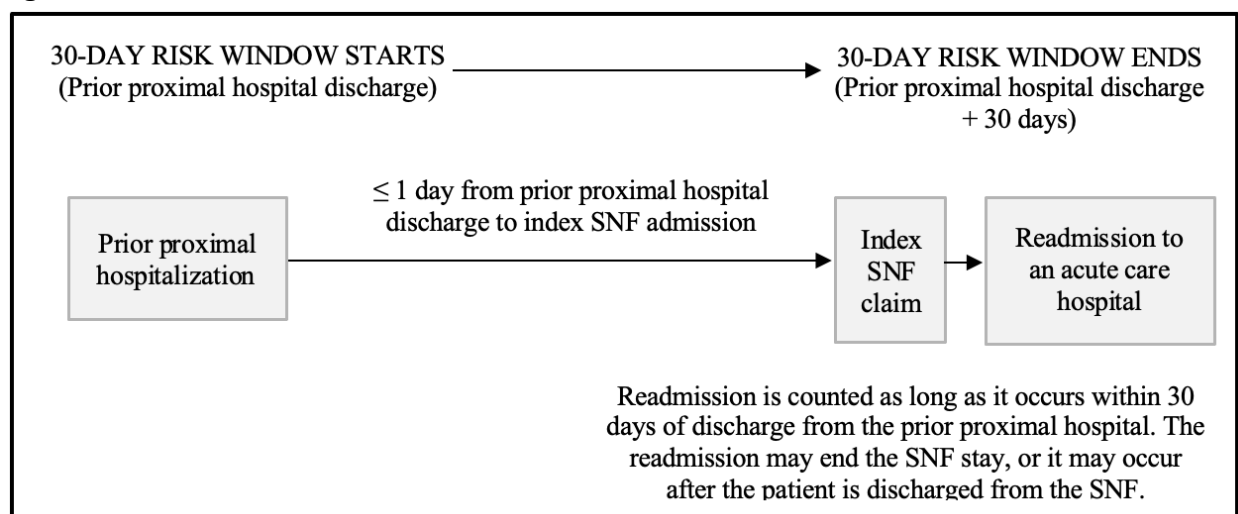 30-DAY RISK WINDOW STARTS
(Prior proximal hospital discharge)
30-DAY RISK WINDOW ENDS
(Prior proximal hospital discharge
+ 30 days)
≤ 1 day from prior proximal hospital
discharge to index SNF admission
Prior proximal
hospitalization
Index
SNF
claim
Readmission to
an acute care
hospital
Readmission is counted as long as it occurs within 30
days of discharge from the prior proximal hospital. The
readmission may end the SNF stay, or it may occur
after the patient is discharged from the SNF.